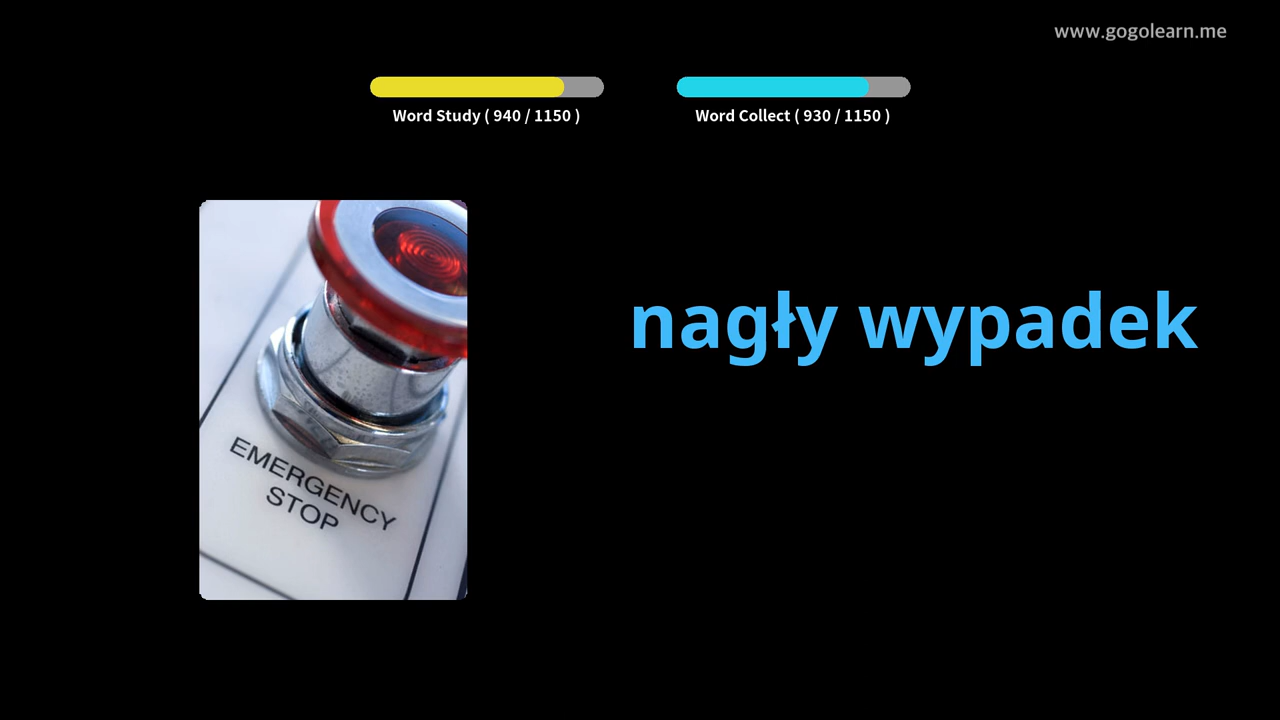 www.gogolearn.me
Word Study ( 940 / 1150 )
Word Collect ( 930 / 1150 )
nagły wypadek
EMERGENCY
STOP